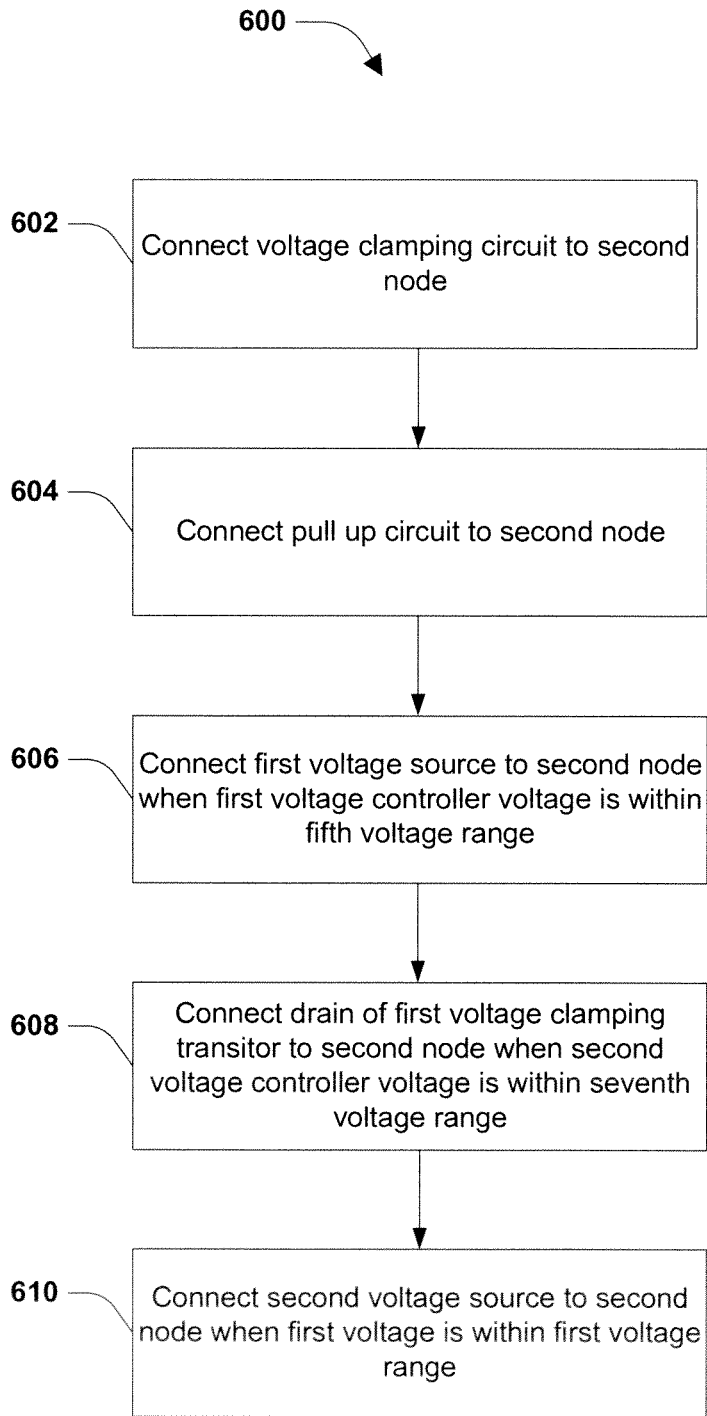 600
602
Connect voltage clamping circuit to second
node
604
Connect pull up circuit to second node
606
Connect first voltage source to second node
when first voltage controller voltage is within
fifth voltage range
608
Connect drain of first voltage clamping
transitor to second node when second
voltage controller voltage is within seventh
voltage range
610
Connect second voltage source to second
node when first voltage is within first voltage
range